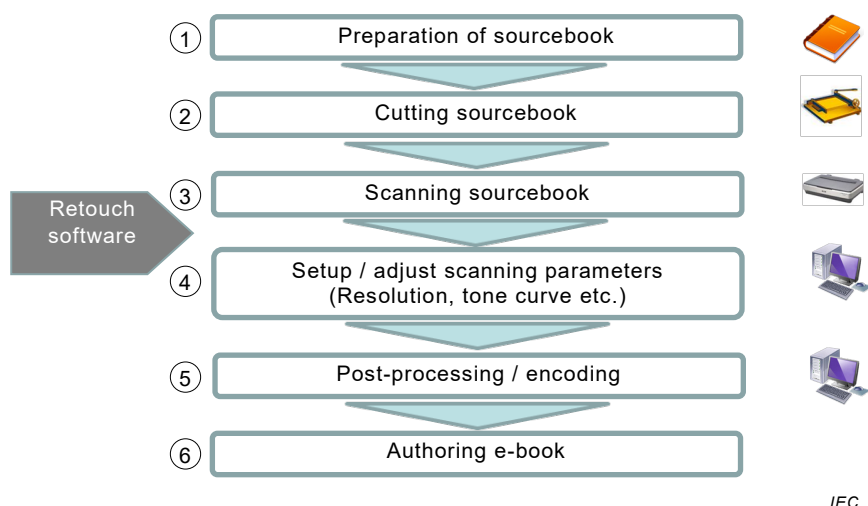 1 Preparation of sourcebook
2 Cutting sourcebook
3 Scanning sourcebook
Retouch
software
4 Setup / adjust scanning parameters
(Resolution, tone curve etc.)
5 Post-processing / encoding
6 Authoring e-book
IEC